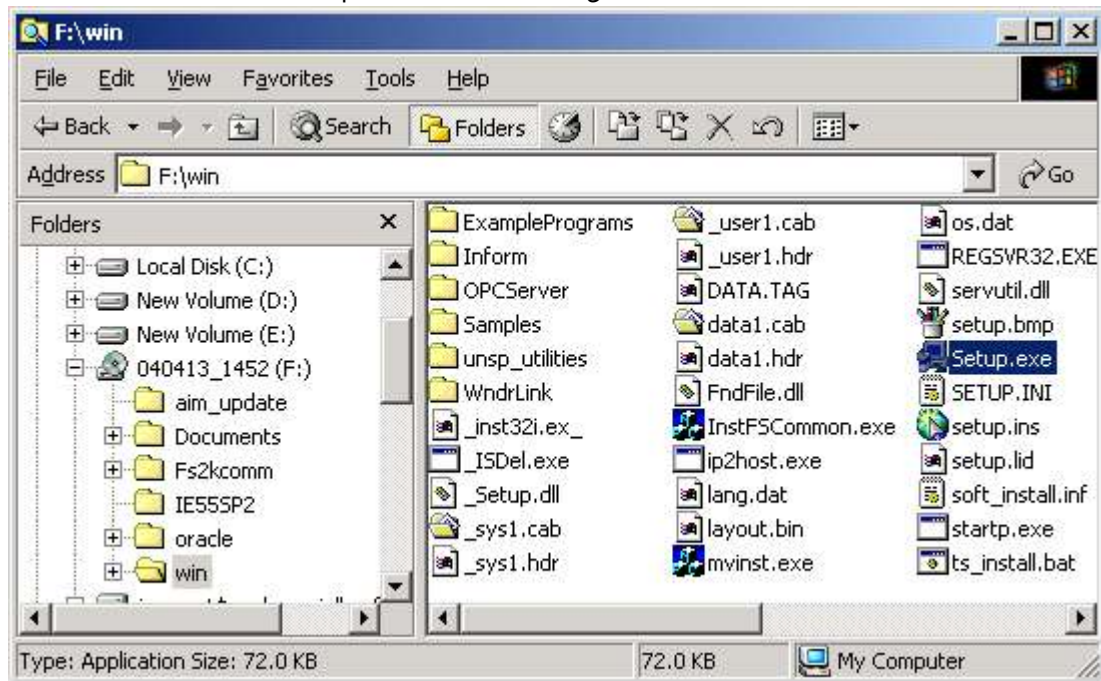 F:\win
File Edit View Favorites Tools Help
Back Search Folders
Address F:\win Go
Folders
Local Disk (C:)
New Volume (D:)
New Volume (E:)
040413_1452 (F:)
aim_update
Documents
Fs2kcomm
IE55SP2
oracle
win
ExamplePrograms
Inform
OPCServer
Samples
unsp_utilities
WndrLink
_inst32i.ex_
_ISDel.exe
_Setup.dll
_sys1.cab
_sys1.hdr
_user1.cab
_user1.hdr
DATA.TAG
data1.cab
data1.hdr
FndFile.dll
InstFSCommon.exe
ip2host.exe
lang.dat
layout.bin
mvinst.exe
os.dat
REGSVR32.EXE
servutil.dll
setup.bmp
Setup.exe
SETUP.INI
setup.ins
setup.lid
soft_install.inf
startp.exe
ts_install.bat
Type: Application Size: 72.0 KB 72.0 KB My Computer